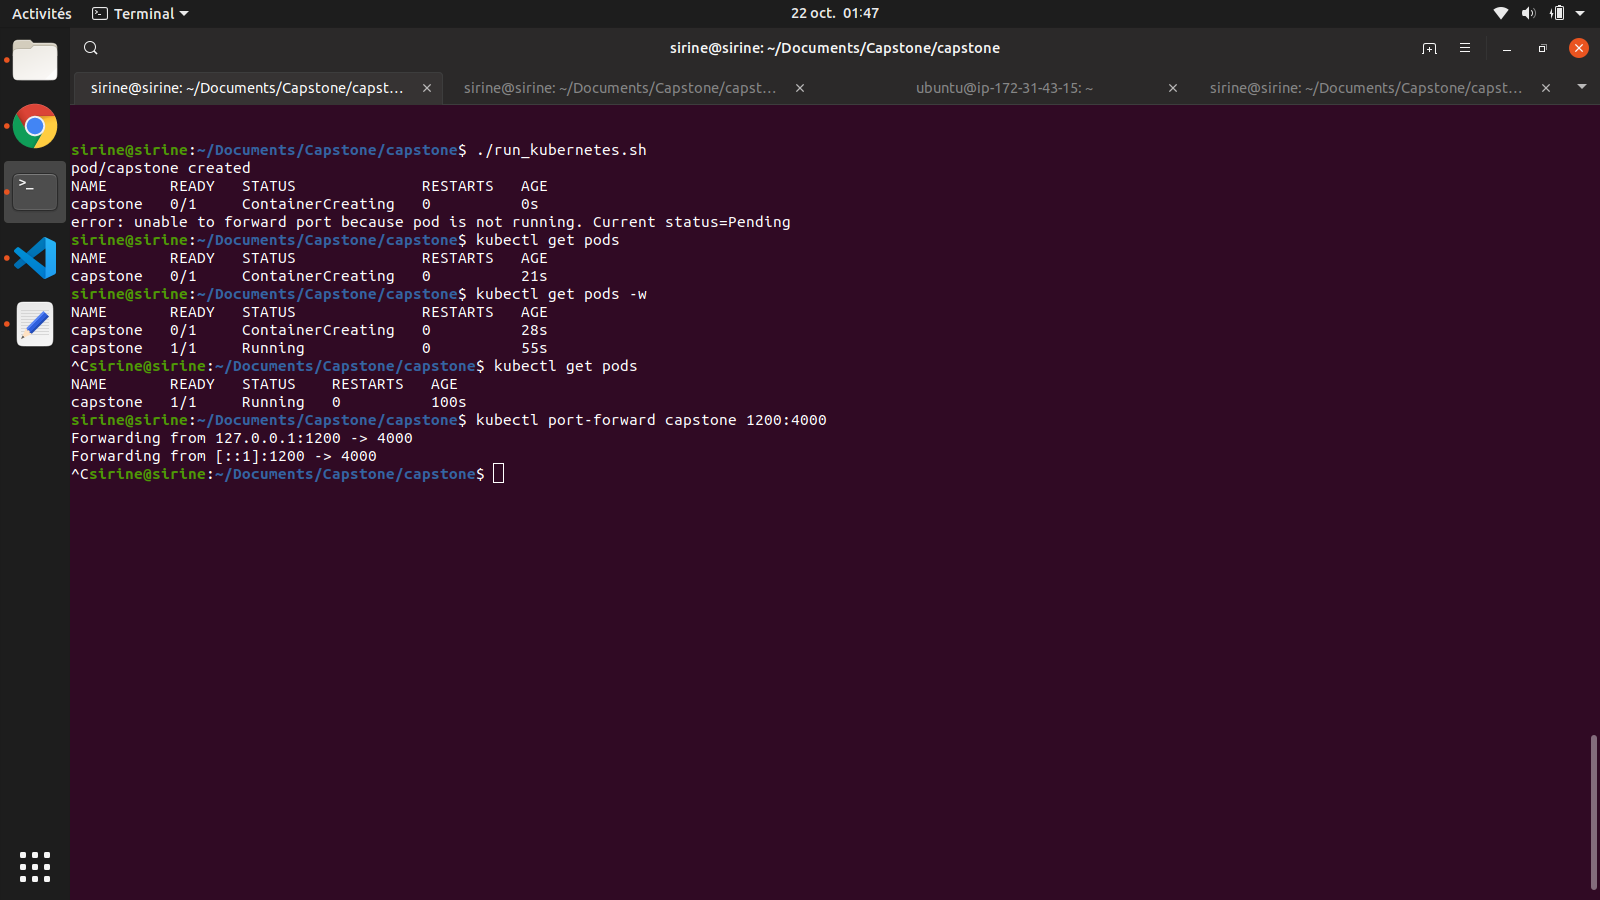 Activités Terminal 22 oct. 01:47
sirine@sirine: ~/Documents/Capstone/capstone
sirine@sirine: ~/Documents/Capstone/capst... sirine@sirine: ~/Documents/Capstone/capst... ubuntu@ip-172-31-43-15: ~ sirine@sirine: ~/Documents/Capstone/capst...
sirine@sirine:~/Documents/Capstone/capstone$ ./run_kubernetes.sh
pod/capstone created
NAME       READY   STATUS              RESTARTS   AGE
capstone   0/1     ContainerCreating   0          0s
error: unable to forward port because pod is not running. Current status=Pending
sirine@sirine:~/Documents/Capstone/capstone$ kubectl get pods
NAME       READY   STATUS              RESTARTS   AGE
capstone   0/1     ContainerCreating   0          21s
sirine@sirine:~/Documents/Capstone/capstone$ kubectl get pods -w
NAME       READY   STATUS              RESTARTS   AGE
capstone   0/1     ContainerCreating   0          28s
capstone   1/1     Running             0          55s
^Csirine@sirine:~/Documents/Capstone/capstone$ kubectl get pods
NAME       READY   STATUS    RESTARTS   AGE
capstone   1/1     Running   0          100s
sirine@sirine:~/Documents/Capstone/capstone$ kubectl port-forward capstone 1200:4000
Forwarding from 127.0.0.1:1200 -> 4000
Forwarding from [::1]:1200 -> 4000
^Csirine@sirine:~/Documents/Capstone/capstone$